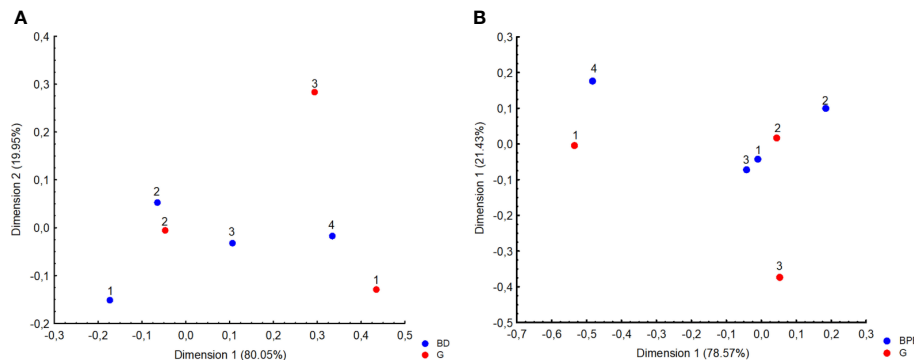 A
0,4
0,3
0,2
0,1
0,0
-0,1
-0,2
Dimension 2 (19.95%)
3
2
2
3
4
1
1
-0,3 -0,2 -0,1 0,0 0,1 0,2 0,3 0,4 0,5
Dimension 1 (80.05%)
BD
G
B
0,3
0,2
0,1
0,0
-0,1
-0,2
-0,3
-0,4
-0,5
Dimension 1 (21.43%)
4
2
1
2
1
3
3
-0,7 -0,6 -0,5 -0,4 -0,3 -0,2 -0,1 0,0 0,1 0,2 0,3
Dimension 1 (78.57%)
G